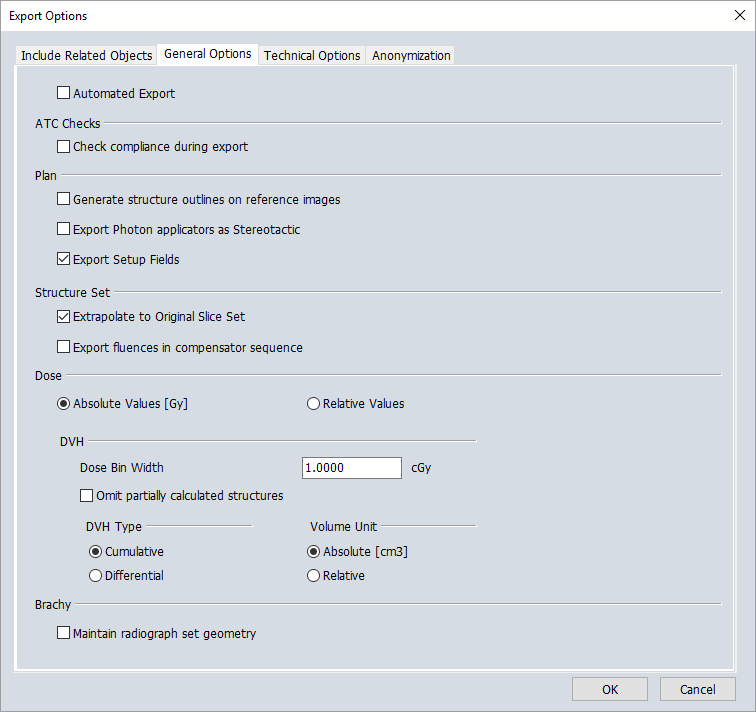 Export Options
Include Related Objects General Options Technical Options Anonymization
Automated Export
ATC Checks
Check compliance during export
Plan
Generate structure outlines on reference images
Export Photon applicators as Stereotactic
Export Setup Fields
Structure Set
Extrapolate to Original Slice Set
Export fluences in compensator sequence
Dose
Absolute Values [Gy] Relative Values
DVH
Dose Bin Width 1.0000 cGy
Omit partially calculated structures
DVH Type Volume Unit
Cumulative Absolute [cm3]
Differential Relative
Brachy
Maintain radiograph set geometry
OK Cancel